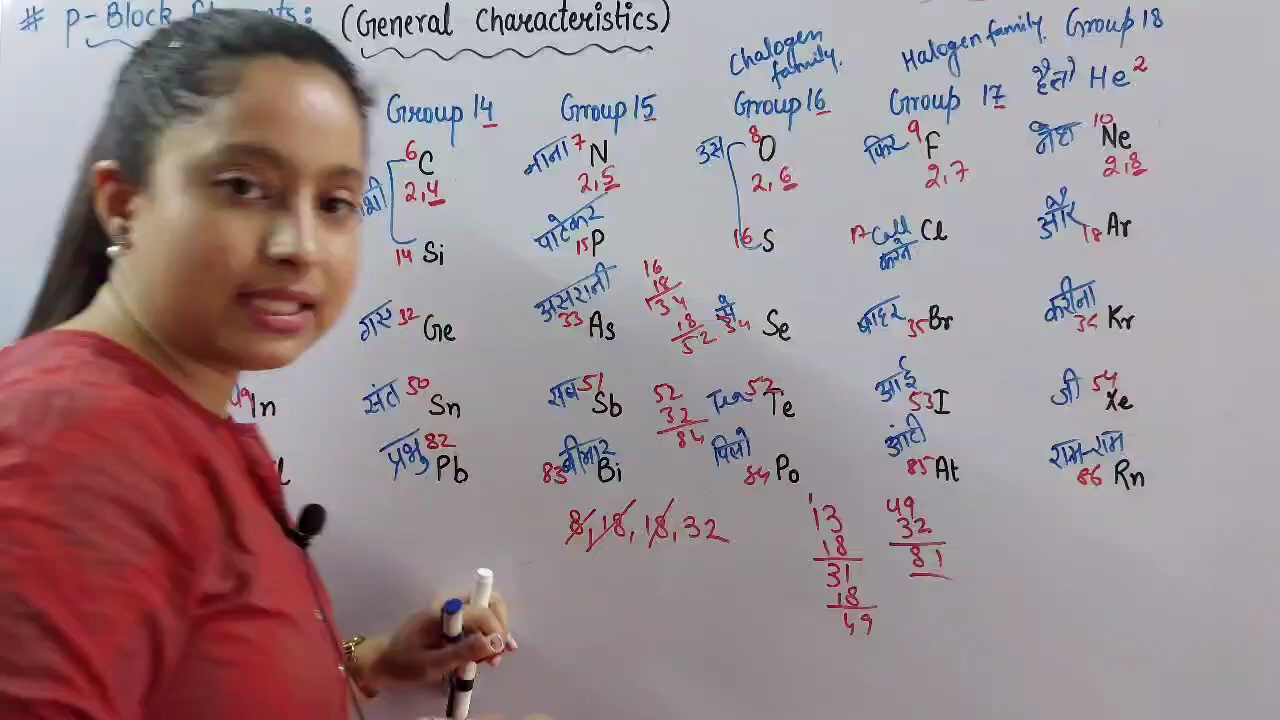 # p-Block Elements: (General Characteristics)
Chalogen family.
Halogen family.
Group 14
Group 15
Group 16
Group 17
Group 18
6 C
2,4
14 Si
गए 32 Ge
संत 50 Sn
प्रभु 82 Pb
नाना 7 N
2,5
पाटेकर 15 P
असरानी 33 As
सब 51 Sb
बीमार 83 Bi
उस 8 O
2,6
16 S
से 34 Se
Tea 52 Te
पिलो 84 Po
फिर 9 F
2,7
17 Call करने Cl
बाहर 35 Br
आई 53 I
आंटी 85 At
हैलो He 2
नेहा 10 Ne
2,8
और 18 Ar
करीना 36 Kr
जी 54 Xe
राम-राम 86 Rn
49 In
16
18
34
18
52
52
32
84
8, 18, 18, 32
13
18
31
18
49
49
32
81